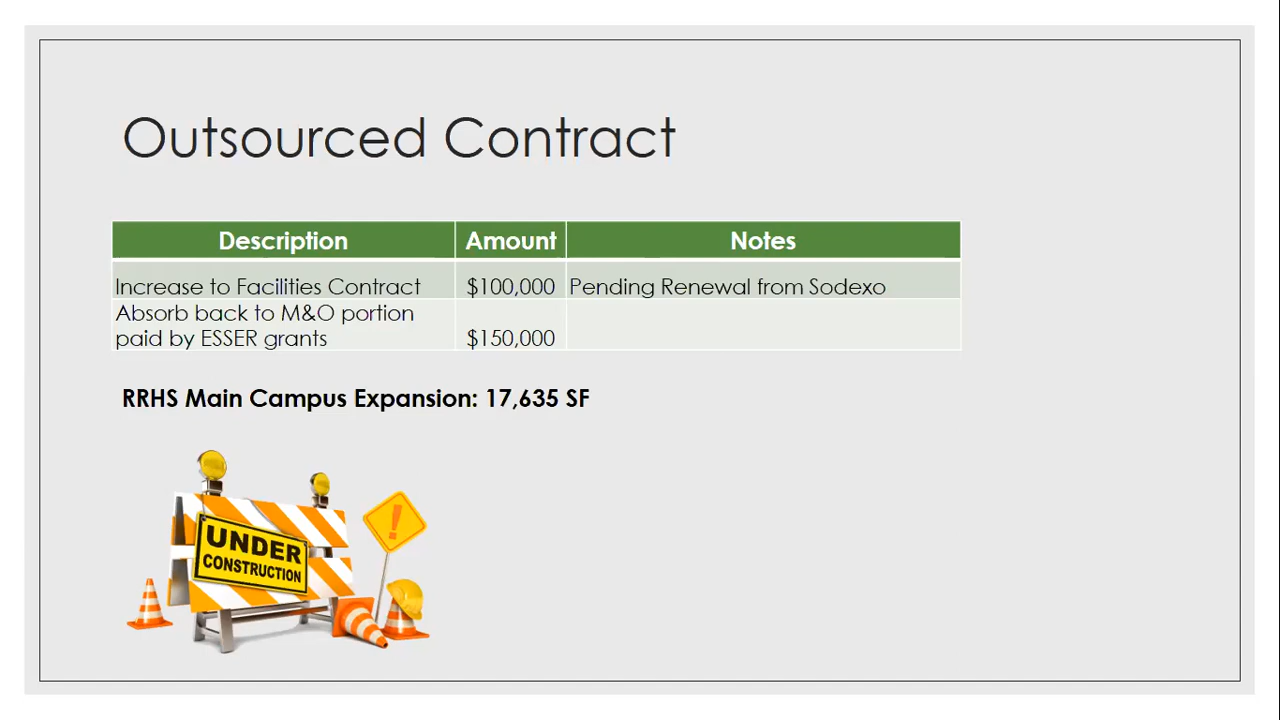 Outsourced Contract
Description Amount Notes
Increase to Facilities Contract $100,000 Pending Renewal from Sodexo
Absorb back to M&O portion
paid by ESSER grants $150,000
RRHS Main Campus Expansion: 17,635 SF
!
UNDER
CONSTRUCTION